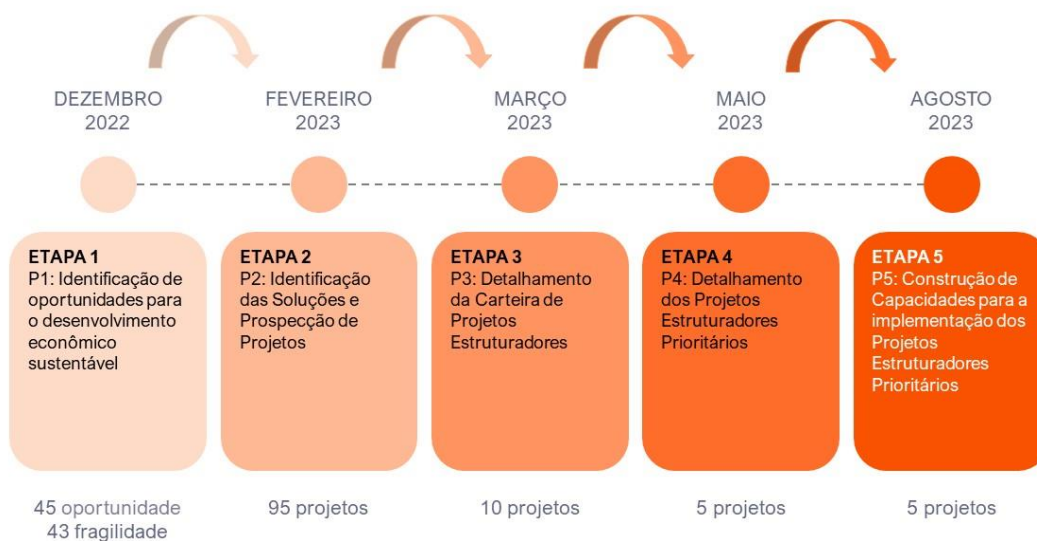 DEZEMBRO
2022
FEVEREIRO
2023
MARÇO
2023
MAIO
2023
AGOSTO
2023
ETAPA 1
P1: Identificação de
oportunidades para
o desenvolvimento
econômico
sustentável
ETAPA 2
P2: Identificação
das Soluções e
Prospecção de
Projetos
ETAPA 3
P3: Detalhamento
da Carteira de
Projetos
Estruturadores
ETAPA 4
P4: Detalhamento
dos Projetos
Estruturadores
Prioritários
ETAPA 5
P5: Construção de
Capacidades para a
implementação dos
Projetos
Estruturadores
Prioritários
45 oportunidade
43 fragilidade
95 projetos
10 projetos
5 projetos
5 projetos